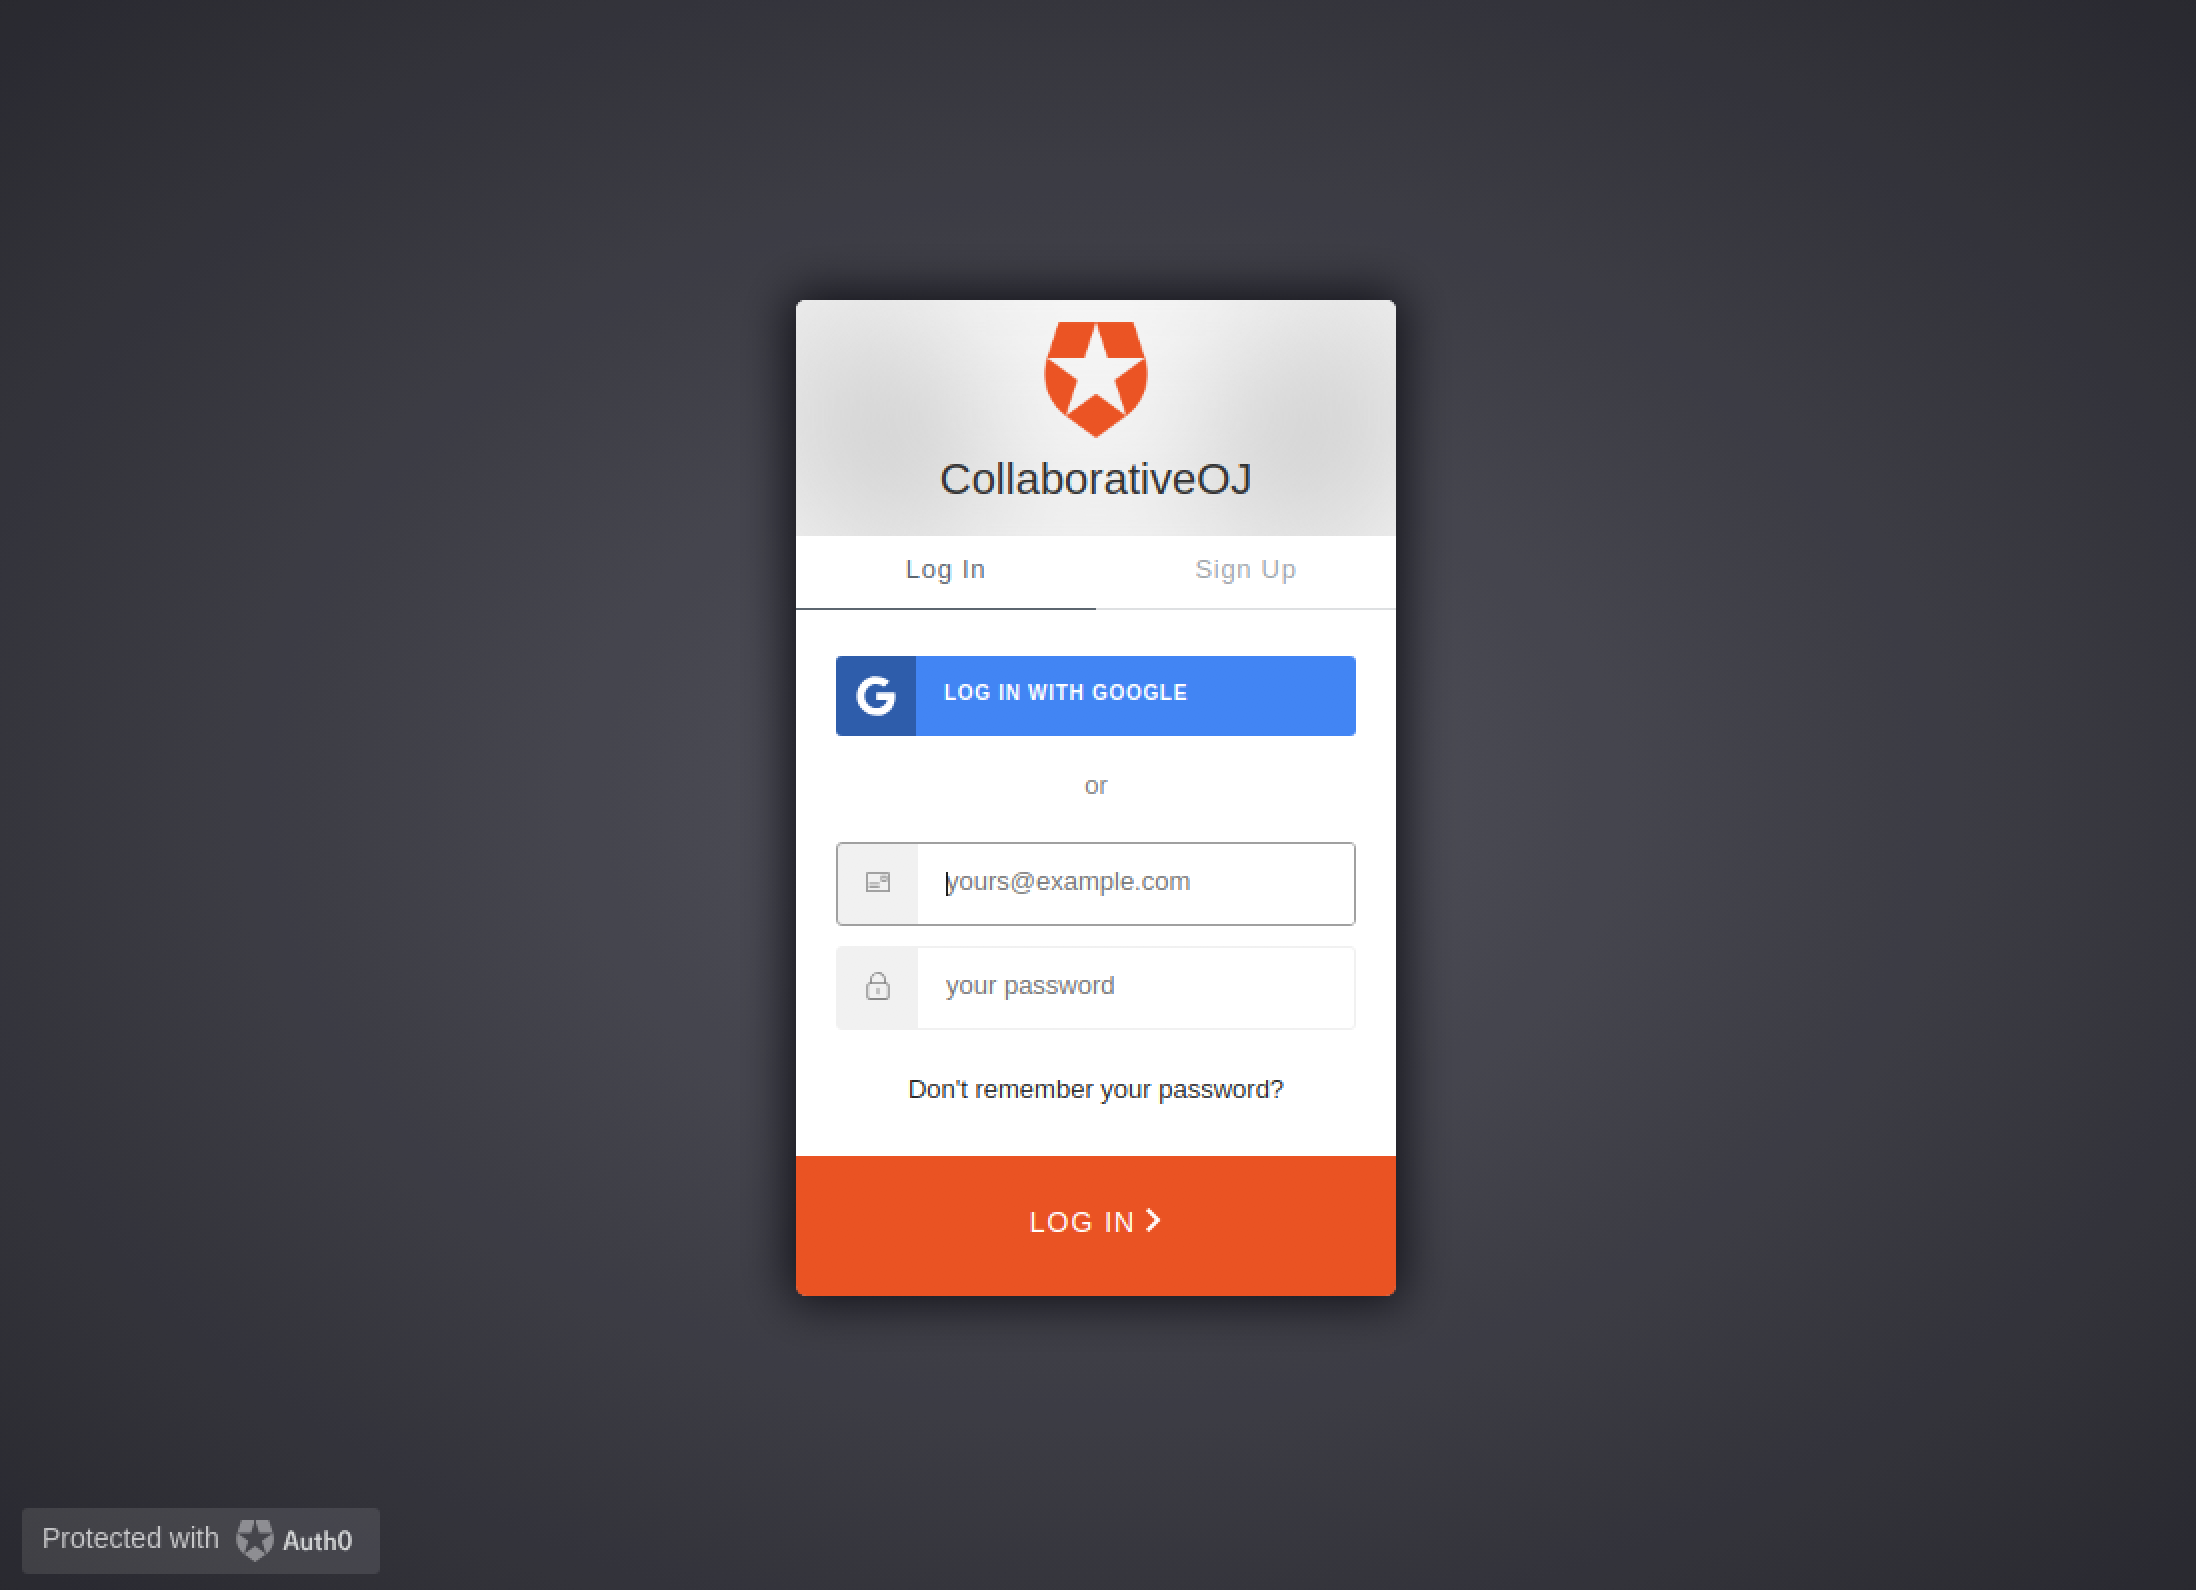 CollaborativeOJ
Log In
Sign Up
LOG IN WITH GOOGLE
or
yours@example.com
your password
Don't remember your password?
LOG IN
Protected with Auth0